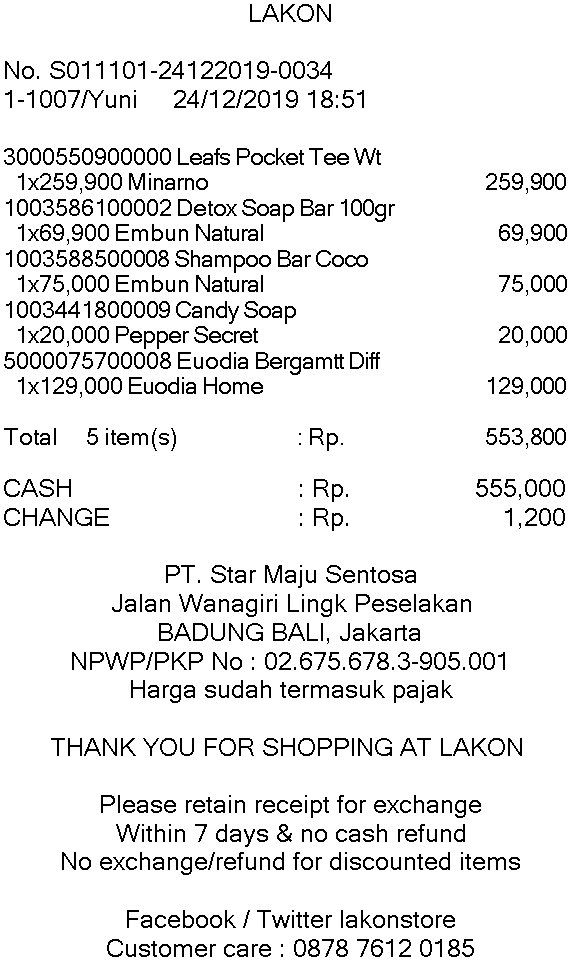 LAKON
No. S011101-24122019-0034
1-1007/Yuni 24/12/2019 18:51
3000550900000 Leafs Pocket Tee Wt
1x259,900 Minarno 259,900
1003586100002 Detox Soap Bar 100gr
1x69,900 Embun Natural 69,900
1003588500008 Shampoo Bar Coco
1x75,000 Embun Natural 75,000
1003441800009 Candy Soap
1x20,000 Pepper Secret 20,000
5000075700008 Euodia Bergamtt Diff
1x129,000 Euodia Home 129,000
Total 5 item(s) : Rp. 553,800
CASH : Rp. 555,000
CHANGE : Rp. 1,200
PT. Star Maju Sentosa
Jalan Wanagiri Lingk Peselakan
BADUNG BALI, Jakarta
NPWP/PKP No : 02.675.678.3-905.001
Harga sudah termasuk pajak
THANK YOU FOR SHOPPING AT LAKON
Please retain receipt for exchange
Within 7 days & no cash refund
No exchange/refund for discounted items
Facebook / Twitter lakonstore
Customer care : 0878 7612 0185